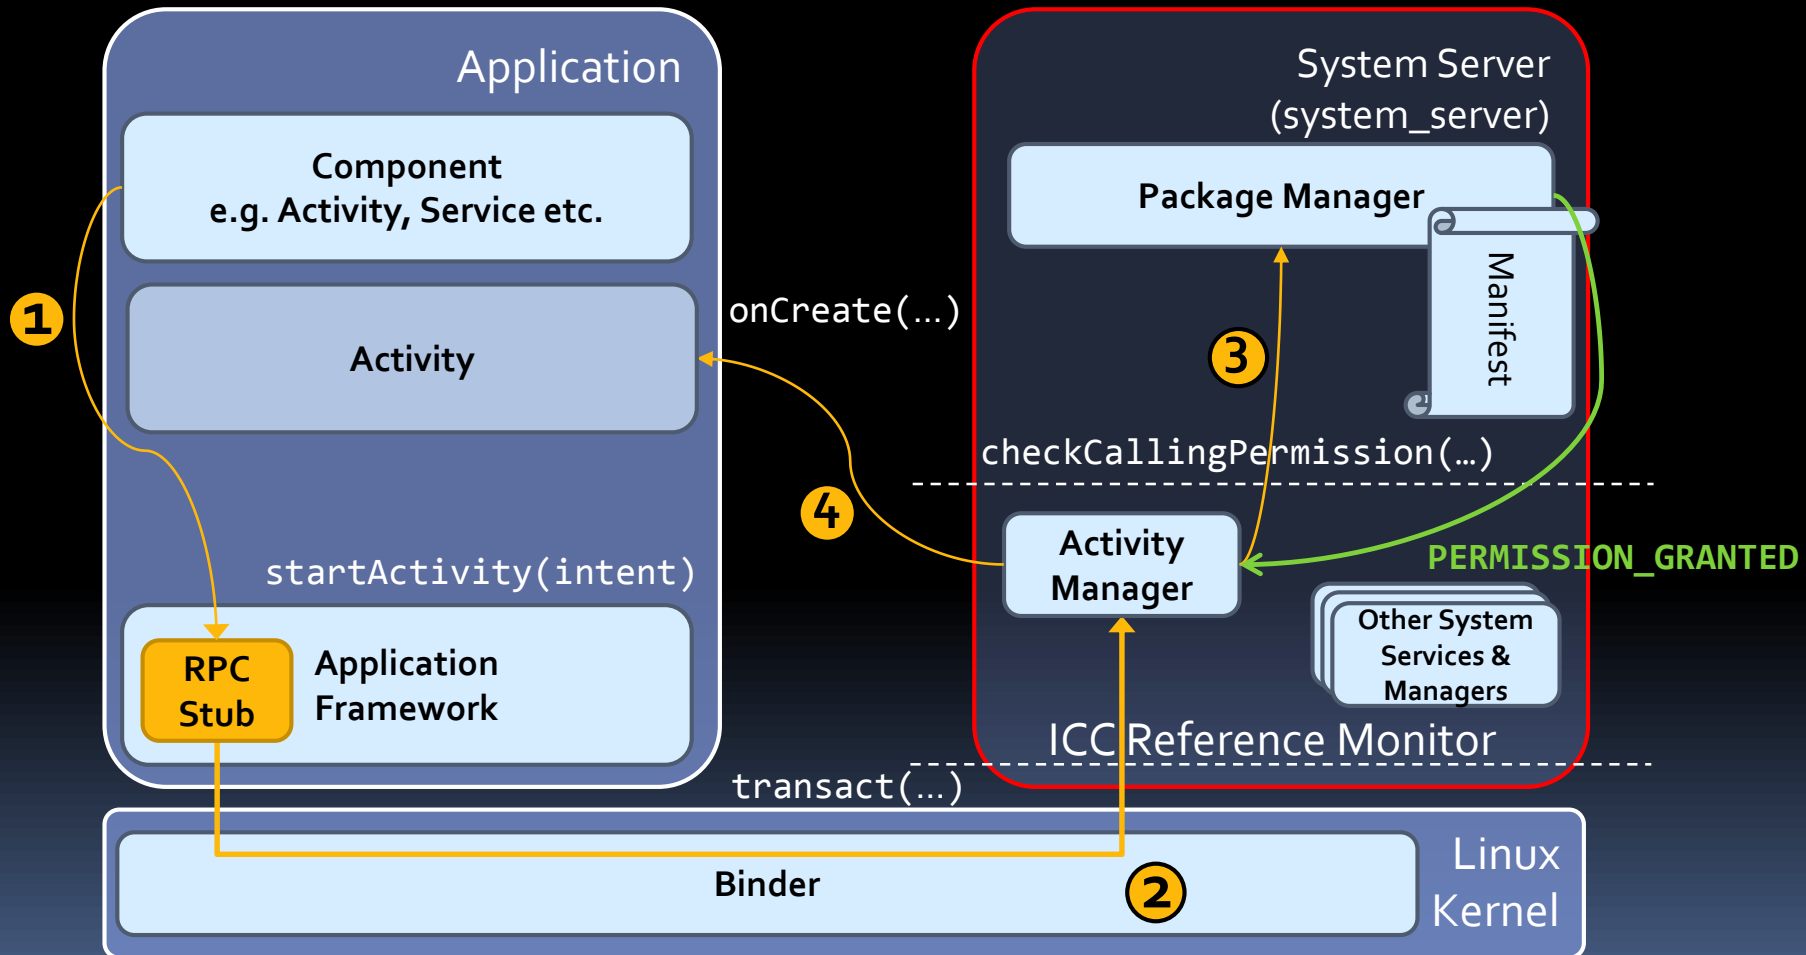 Application
Component
e.g. Activity, Service etc.
1
Activity
startActivity(intent)
RPC
Stub
Application
Framework
onCreate(…)
4
transact(…)
System Server
(system_server)
Package Manager
Manifest
3
checkCallingPermission(…)
Activity
Manager
PERMISSION_GRANTED
Other System
Services &
Managers
ICC Reference Monitor
Binder
2
Linux
Kernel